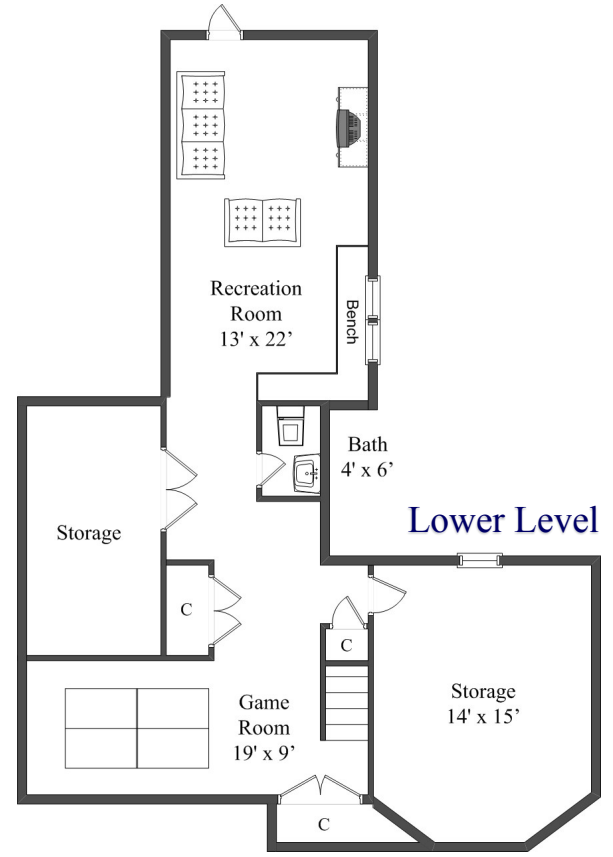 Recreation
Room
13' x 22’
Bench
Bath
4' x 6’
Lower Level
Storage
C
C
Storage
14' x 15’
Game
Room
19' x 9’
C